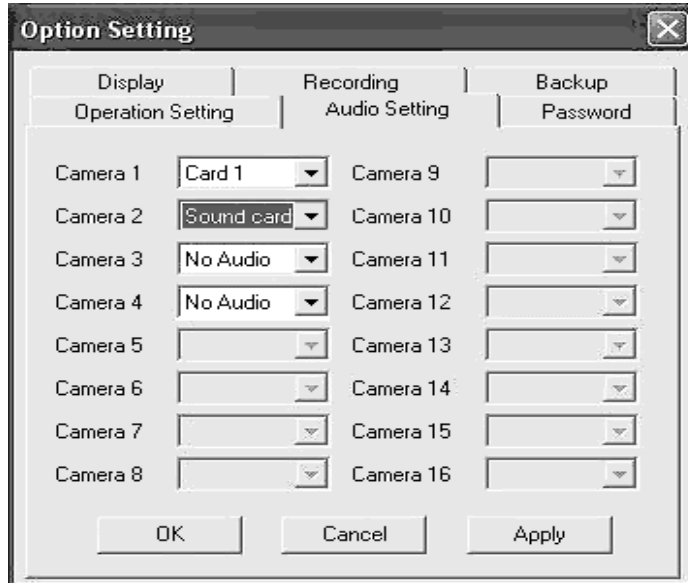 Option Setting
Display Recording Backup
Operation Setting Audio Setting Password
Camera 1 Card 1 Camera 9
Camera 2 Sound card Camera 10
Camera 3 No Audio Camera 11
Camera 4 No Audio Camera 12
Camera 5 Camera 13
Camera 6 Camera 14
Camera 7 Camera 15
Camera 8 Camera 16
OK Cancel Apply